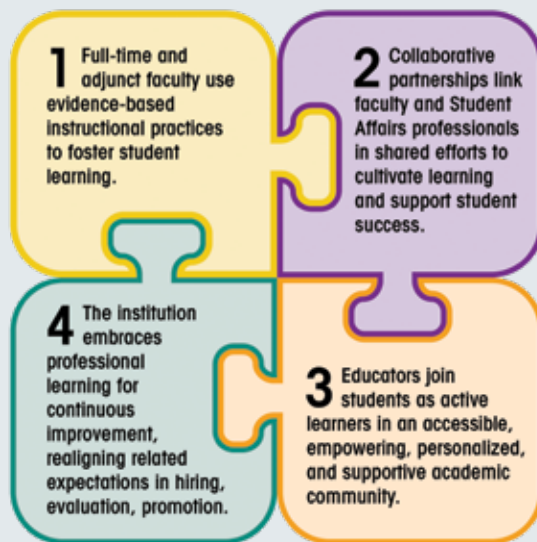 1 Full-time and
adjunct faculty use
evidence-based
instructional practices
to foster student
learning.
2 Collaborative
partnerships link
faculty and Student
Affairs professionals
in shared efforts to
cultivate learning
and support student
success.
3 Educators join
students as active
learners in an accessible,
empowering, personalized,
and supportive academic
community.
4 The institution
embraces
professional
learning for
continuous
improvement,
realigning related
expectations in hiring,
evaluation, promotion.